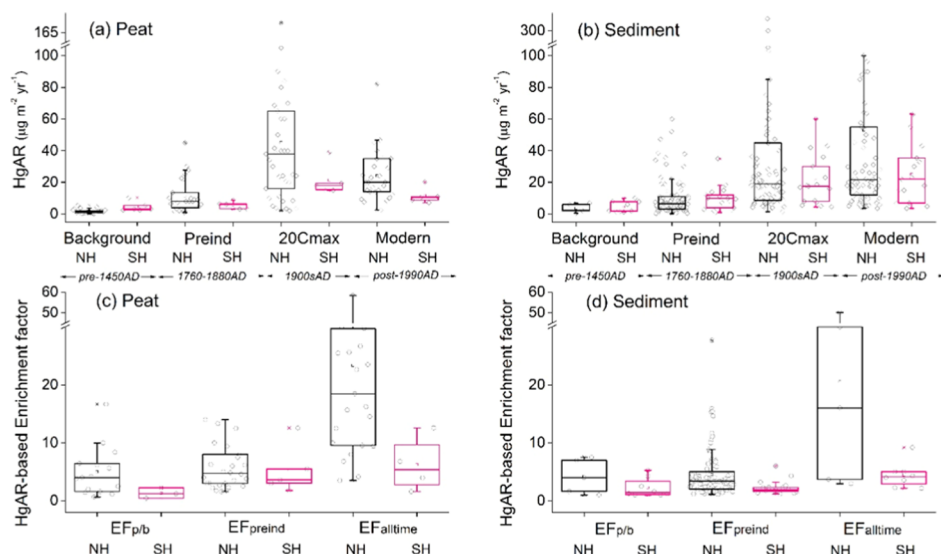 (a) Peat
HgAR (μg m⁻² yr⁻¹)
165
100
80
60
40
20
0
Background Preind 20Cmax Modern
NH SH NH SH NH SH NH SH
pre-1450AD 1760-1880AD 1900sAD post-1990AD
(b) Sediment
HgAR (μg m⁻² yr⁻¹)
300
100
80
60
40
20
0
Background Preind 20Cmax Modern
NH SH NH SH NH SH NH SH
pre-1450AD 1760-1880AD 1900sAD post-1990AD
(c) Peat
HgAR-based Enrichment factor
60
50
20
10
0
EFp/b EFpreind EFalltime
NH SH NH SH NH SH
(d) Sediment
HgAR-based Enrichment factor
60
50
20
10
0
EFp/b EFpreind EFalltime
NH SH NH SH NH SH